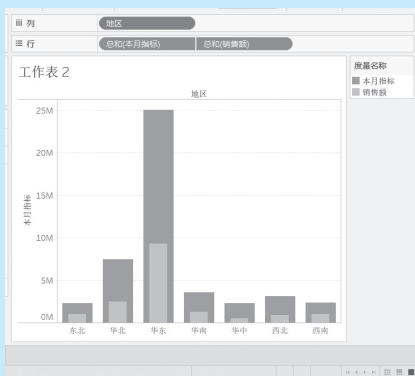 列
地区
行
总和(本月指标)
总和(销售额)
工作表 2
度量名称
本月指标
销售额
地区
本月指标
25M
20M
15M
10M
5M
0M
东北
华北
华东
华南
华中
西北
西南